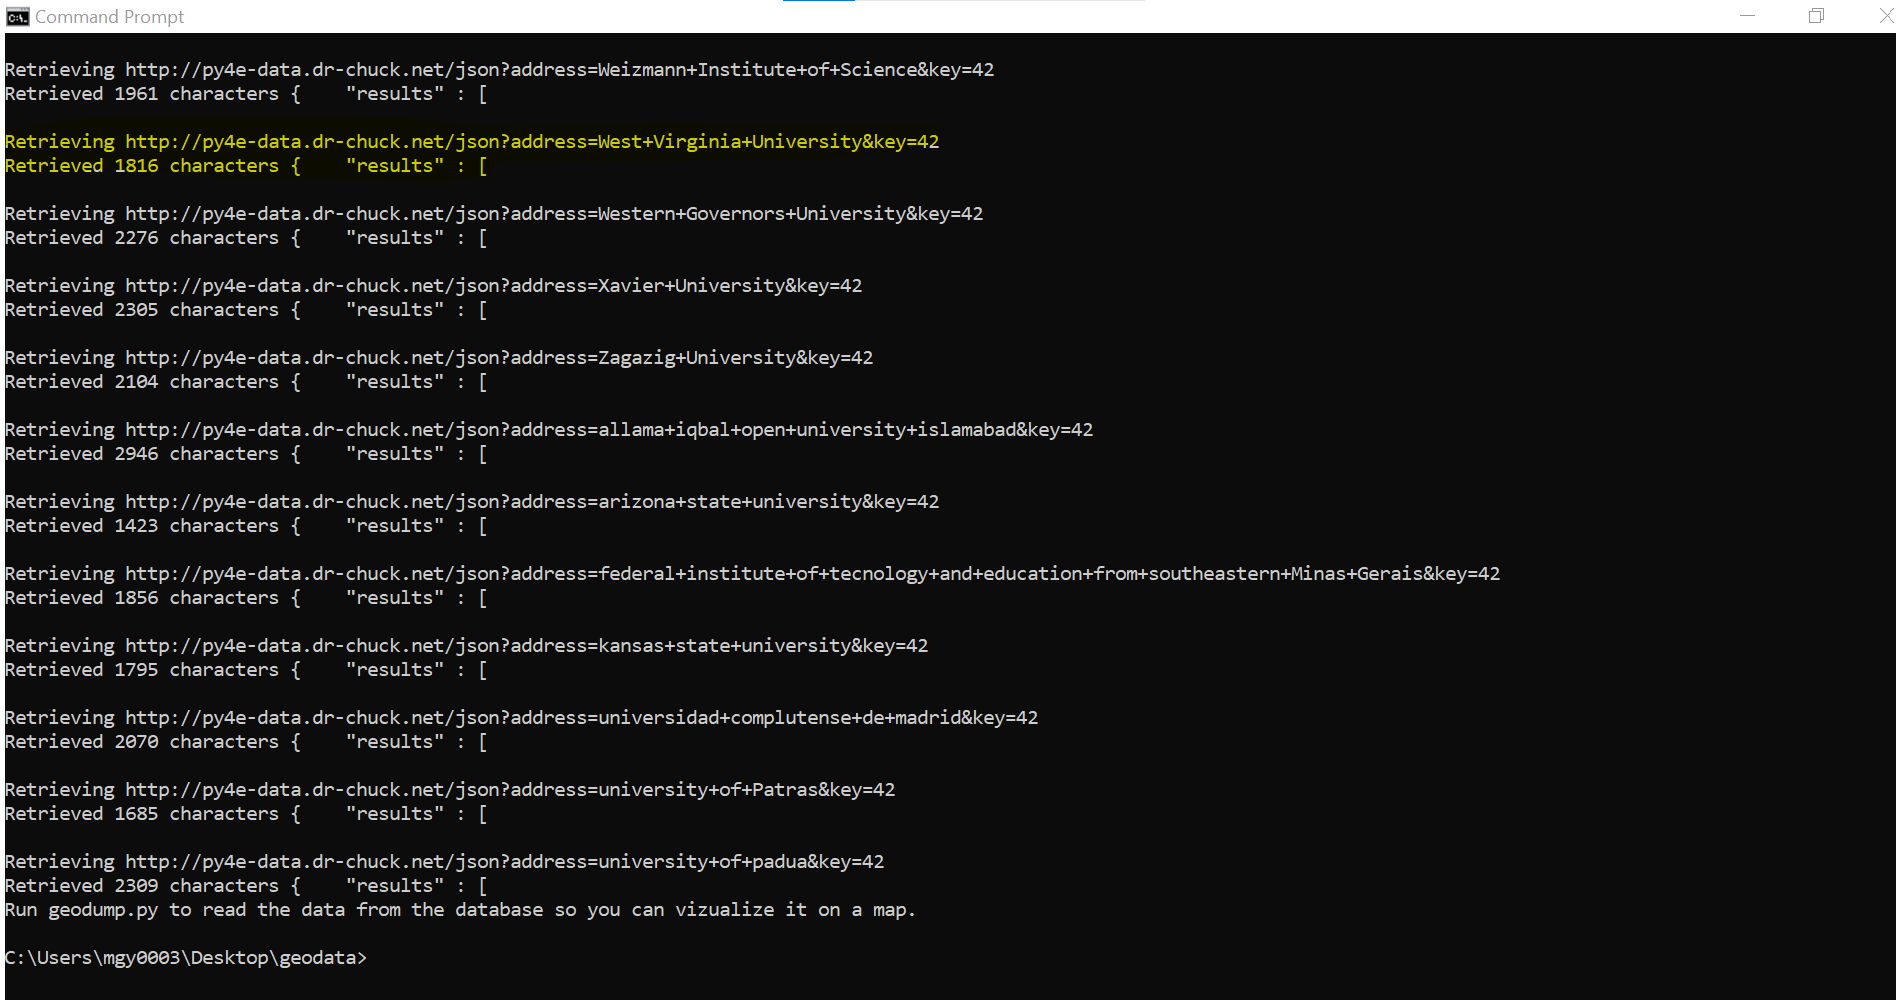 Command Prompt
Retrieving http://py4e-data.dr-chuck.net/json?address=Weizmann+Institute+of+Science&key=42
Retrieved 1961 characters {    "results" : [
Retrieving http://py4e-data.dr-chuck.net/json?address=West+Virginia+University&key=42
Retrieved 1816 characters {    "results" : [
Retrieving http://py4e-data.dr-chuck.net/json?address=Western+Governors+University&key=42
Retrieved 2276 characters {    "results" : [
Retrieving http://py4e-data.dr-chuck.net/json?address=Xavier+University&key=42
Retrieved 2305 characters {    "results" : [
Retrieving http://py4e-data.dr-chuck.net/json?address=Zagazig+University&key=42
Retrieved 2104 characters {    "results" : [
Retrieving http://py4e-data.dr-chuck.net/json?address=allama+iqbal+open+university+islamabad&key=42
Retrieved 2946 characters {    "results" : [
Retrieving http://py4e-data.dr-chuck.net/json?address=arizona+state+university&key=42
Retrieved 1423 characters {    "results" : [
Retrieving http://py4e-data.dr-chuck.net/json?address=federal+institute+of+tecnology+and+education+from+southeastern+Minas+Gerais&key=42
Retrieved 1856 characters {    "results" : [
Retrieving http://py4e-data.dr-chuck.net/json?address=kansas+state+university&key=42
Retrieved 1795 characters {    "results" : [
Retrieving http://py4e-data.dr-chuck.net/json?address=universidad+complutense+de+madrid&key=42
Retrieved 2070 characters {    "results" : [
Retrieving http://py4e-data.dr-chuck.net/json?address=university+of+Patras&key=42
Retrieved 1685 characters {    "results" : [
Retrieving http://py4e-data.dr-chuck.net/json?address=university+of+padua&key=42
Retrieved 2309 characters {    "results" : [
Run geodump.py to read the data from the database so you can vizualize it on a map.
C:\Users\mgy0003\Desktop\geodata>